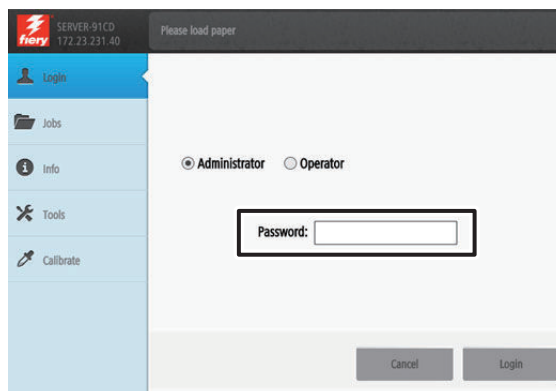 fiery
SERVER-91CD
172.23.231.40
Please load paper
Login
Jobs
Info
Tools
Calibrate
Administrator
Operator
Password:
Cancel
Login